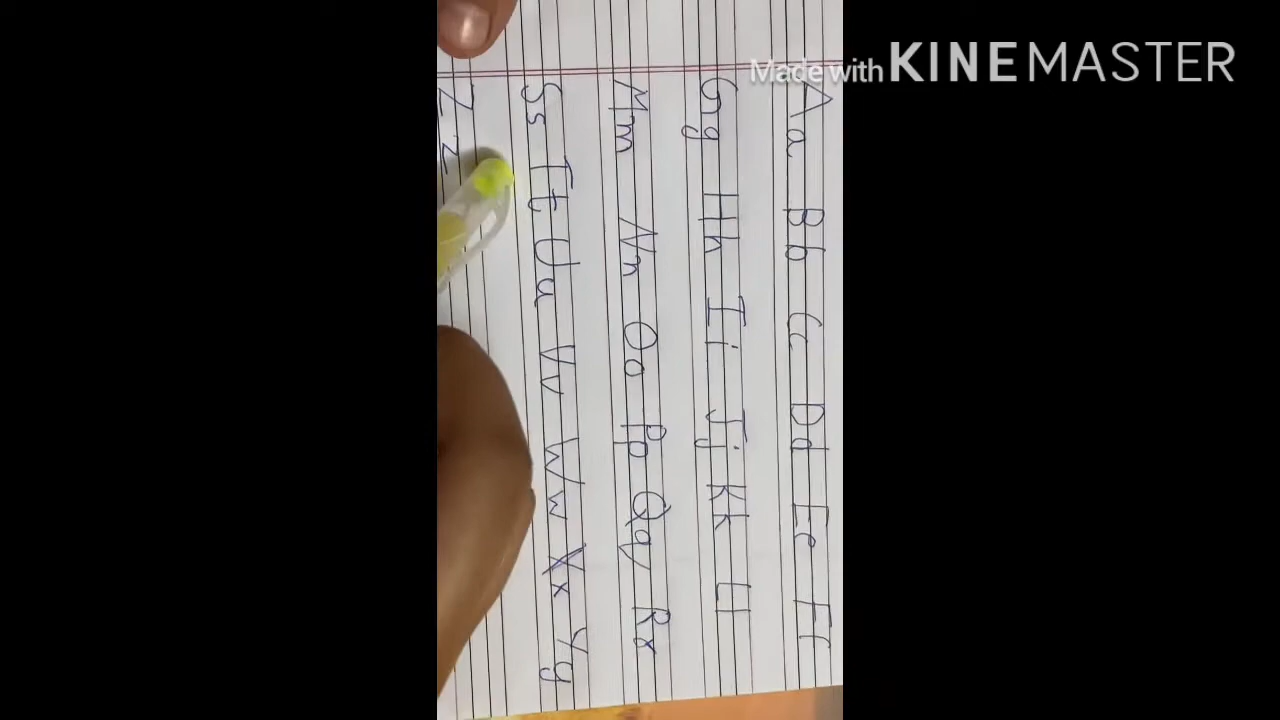 Made with KINEMASTER
Aa Bb Cc Dd Ee Ff
Gg Hh Ii Jj Kk Ll
Mm Nn Oo Pp Qq Rr
Ss Tt Uu Vv Ww Xx Yy
Zz